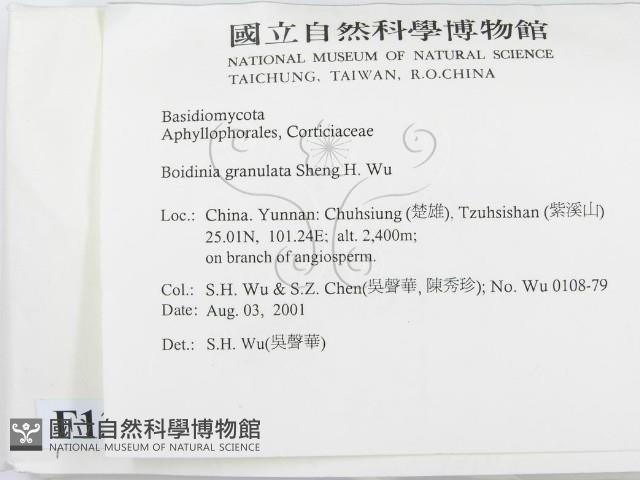 國立自然科學博物館
NATIONAL MUSEUM OF NATURAL SCIENCE
TAICHUNG, TAIWAN, R.O.CHINA
Basidiomycota
Aphyllophorales, Corticiaceae
Boidinia granulata Sheng H. Wu
Loc.: China. Yunnan: Chuhsiung (楚雄), Tzuhsishan (紫溪山)
25.01N, 101.24E; alt. 2,400m;
on branch of angiosperm.
Col.: S.H. Wu & S.Z. Chen(吳聲華, 陳秀珍); No. Wu 0108-79
Date: Aug. 03, 2001
Det.: S.H. Wu(吳聲華)
F1
國立自然科學博物館
NATIONAL MUSEUM OF NATURAL SCIENCE